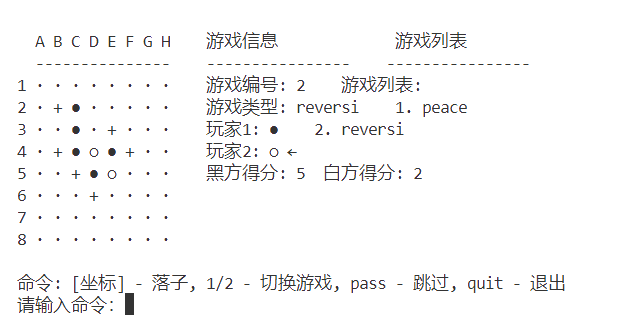 A B C D E F G H 游戏信息 游戏列表
--------------- ---------------- ----------------
1 · · · · · · · · 游戏编号: 2 游戏列表:
2 · + ● · · · · · 游戏类型: reversi 1. peace
3 · · ● · + · · · 玩家1: ● 2. reversi
4 · + ● ○ ● + · · 玩家2: ○ ←
5 · · + ● ○ · · · 黑方得分: 5 白方得分: 2
6 · · · + · · · ·
7 · · · · · · · ·
8 · · · · · · · ·
命令: [坐标] - 落子, 1/2 - 切换游戏, pass - 跳过, quit - 退出
请输入命令: